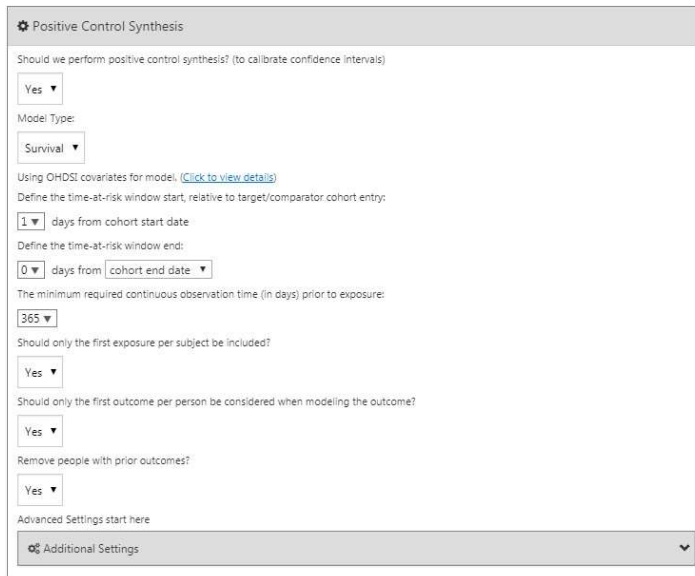 Positive Control Synthesis
Should we perform positive control synthesis? (to calibrate confidence intervals)
Yes
Model Type:
Survival
Using OHDSI covariates for model. (Click to view details)
Define the time-at-risk window start, relative to target/comparator cohort entry:
1 days from cohort start date
Define the time-at-risk window end:
0 days from cohort end date
The minimum required continuous observation time (in days) prior to exposure:
365
Should only the first exposure per subject be included?
Yes
Should only the first outcome per person be considered when modeling the outcome?
Yes
Remove people with prior outcomes?
Yes
Advanced Settings start here
Additional Settings